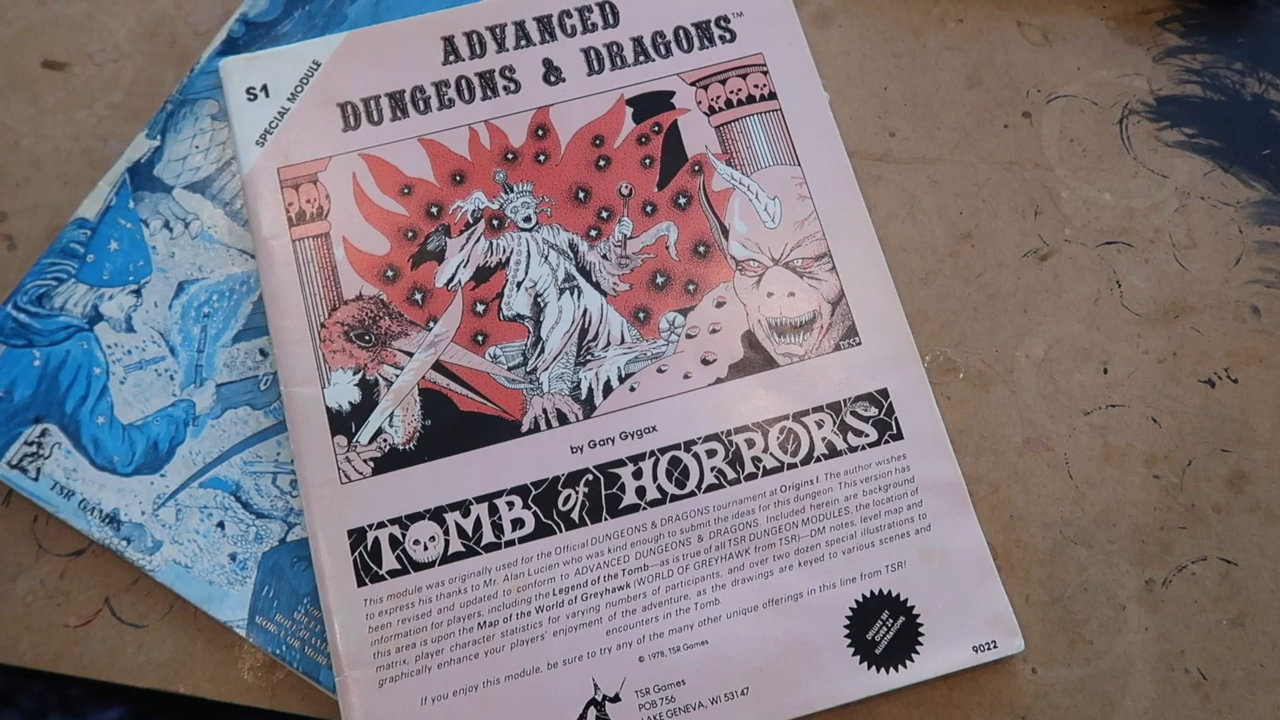 ADVANCED
DUNGEONS & DRAGONS™
S1
SPECIAL MODULE
by Gary Gygax
TOMB of HORRORS
This module was originally used for the Official DUNGEONS & DRAGONS tournament at Origins I. The author wishes
to express his thanks to Mr. Alan Lucien who was kind enough to submit the ideas for this dungeon. This version has
been revised and updated to conform to ADVANCED DUNGEONS & DRAGONS. Included herein are background
information for players, including the Legend of the Tomb—as is true of all TSR DUNGEON MODULES, the location of
this area is upon the Map of the World of Greyhawk (WORLD OF GREYHAWK from TSR)—DM notes, level map and
matrix, player character statistics for varying numbers of participants, and over two dozen special illustrations to
graphically enhance your players' enjoyment of the adventure, as the drawings are keyed to various scenes and
encounters in the Tomb.
If you enjoy this module, be sure to try any of the many other unique offerings in this line from TSR!
© 1978, TSR Games
DELUXE SET
OVER 24
ILLUSTRATIONS
TSR Games
POB 756
LAKE GENEVA, WI 53147
9022
TSR GAMES